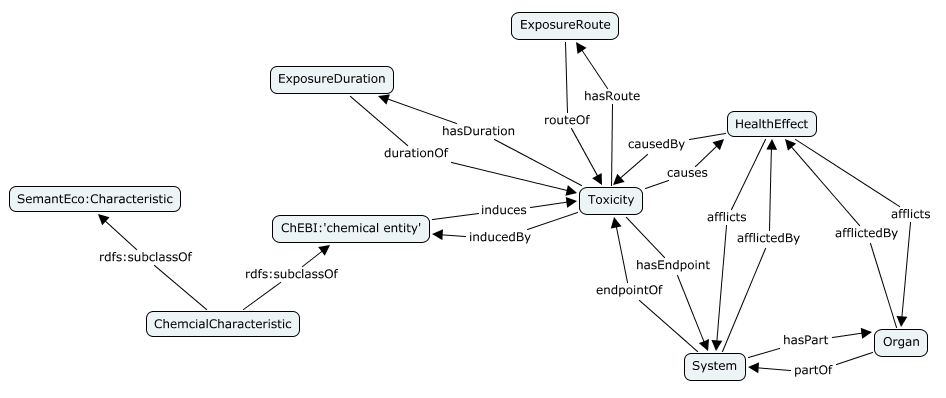 ExposureRoute
ExposureDuration
hasRoute
HealthEffect
routeOf
hasDuration
causedBy
durationOf
causes
SemantEco:Characteristic
Toxicity
induces
afflicts
afflicts
ChEBI:'chemical entity'
afflictedBy
inducedBy
afflictedBy
rdfs:subclassOf
hasEndpoint
rdfs:subclassOf
endpointOf
ChemcialCharacteristic
hasPart
Organ
System
partOf